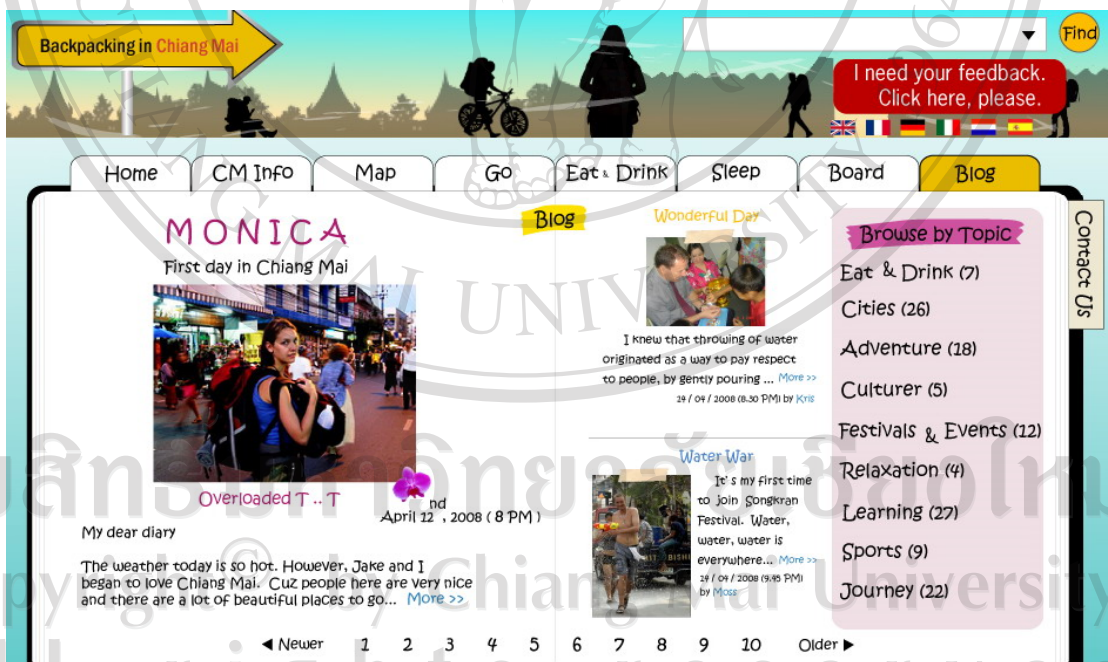 Backpacking in Chiang Mai
Find
I need your feedback.
Click here, please.
Home
CM Info
Map
Go
Eat & Drink
Sleep
Board
Blog
Contact Us
MONICA
First day in Chiang Mai
Overloaded T .. T
nd
April 12 , 2008 ( 8 PM )
My dear diary
The weather today is so hot. However, Jake and I
began to love Chiang Mai. Cuz people here are very nice
and there are a lot of beautiful places to go... More >>
Blog
Wonderful Day
I knew that throwing of water
originated as a way to pay respect
to people, by gently pouring ... More >>
14 / 04 / 2008 (8.30 PM) by Kris
Water War
It' s my first time
to join Songkran
Festival. Water,
water, water is
everywhere... More >>
14 / 04 / 2008 (9.45 PM)
by Moss
Browse by Topic
Eat & Drink (7)
Cities (26)
Adventure (18)
Culturer (5)
Festivals & Events (12)
Relaxation (4)
Learning (27)
Sports (9)
Journey (22)
◀ Newer 1 2 3 4 5 6 7 8 9 10 Older ▶